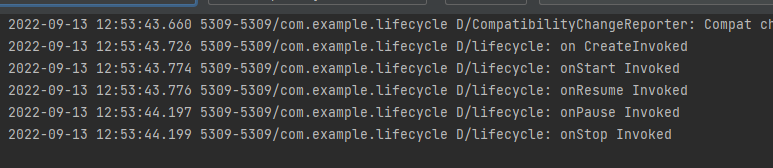 2022-09-13 12:53:43.660 5309-5309/com.example.lifecycle D/CompatibilityChangeReporter: Compat ch
2022-09-13 12:53:43.726 5309-5309/com.example.lifecycle D/lifecycle: on CreateInvoked
2022-09-13 12:53:43.774 5309-5309/com.example.lifecycle D/lifecycle: onStart Invoked
2022-09-13 12:53:43.776 5309-5309/com.example.lifecycle D/lifecycle: onResume Invoked
2022-09-13 12:53:44.197 5309-5309/com.example.lifecycle D/lifecycle: onPause Invoked
2022-09-13 12:53:44.199 5309-5309/com.example.lifecycle D/lifecycle: onStop Invoked